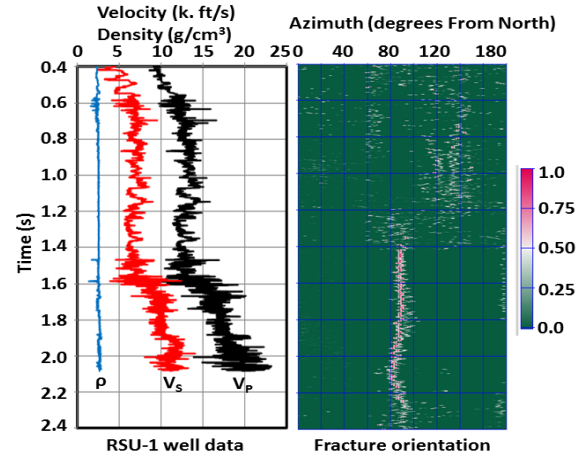 Velocity (k. ft/s)
Density (g/cm³)
0 5 10 15 20 25
Azimuth (degrees From North)
0 40 80 120 180
Time (s)
0.4
0.6
0.8
1.0
1.2
1.4
1.6
1.8
2.0
2.2
2.4
ρ V_S V_P
1.0
0.75
0.50
0.25
0.0
RSU-1 well data
Fracture orientation